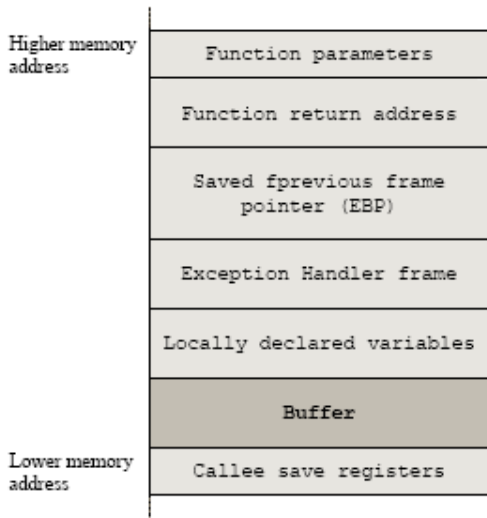 Higher memory
address
Function parameters
Function return address
Saved fprevious frame
pointer (EBP)
Exception Handler frame
Locally declared variables
Buffer
Lower memory
address
Callee save registers